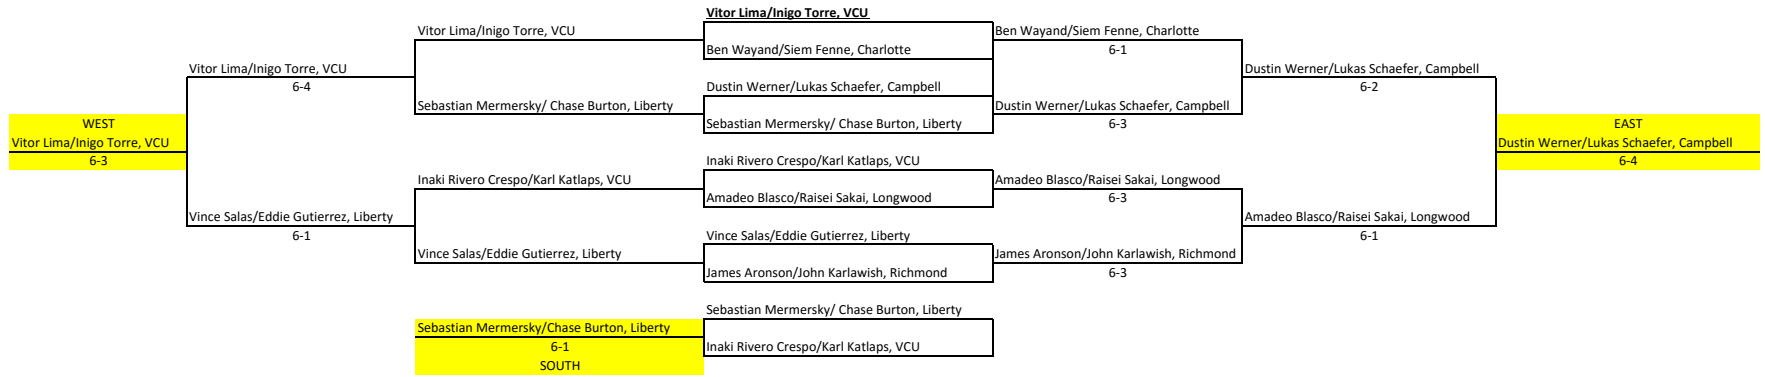 Vitor Lima/Inigo Torre, VCU
Vitor Lima/Inigo Torre, VCU
Ben Wayand/Siem Fenne, Charlotte
Ben Wayand/Siem Fenne, Charlotte
6-1
Vitor Lima/Inigo Torre, VCU
Dustin Werner/Lukas Schaefer, Campbell
6-4
Dustin Werner/Lukas Schaefer, Campbell
6-2
Sebastian Mermersky/ Chase Burton, Liberty
Dustin Werner/Lukas Schaefer, Campbell
WEST
Sebastian Mermersky/ Chase Burton, Liberty
6-3
EAST
Vitor Lima/Inigo Torre, VCU
Dustin Werner/Lukas Schaefer, Campbell
6-3
Inaki Rivero Crespo/Karl Katlaps, VCU
6-4
Inaki Rivero Crespo/Karl Katlaps, VCU
Amadeo Blasco/Raisei Sakai, Longwood
Amadeo Blasco/Raisei Sakai, Longwood
6-3
Vince Salas/Eddie Gutierrez, Liberty
Amadeo Blasco/Raisei Sakai, Longwood
6-1
Vince Salas/Eddie Gutierrez, Liberty
6-1
Vince Salas/Eddie Gutierrez, Liberty
James Aronson/John Karlawish, Richmond
James Aronson/John Karlawish, Richmond
6-3
Sebastian Mermersky/ Chase Burton, Liberty
Sebastian Mermersky/Chase Burton, Liberty
6-1
Inaki Rivero Crespo/Karl Katlaps, VCU
SOUTH